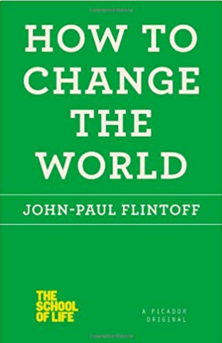 HOW TO
CHANGE
THE
WORLD
JOHN-PAUL FLINTOFF
THE
SCHOOL
OF LIFE
A PICADOR
ORIGINAL